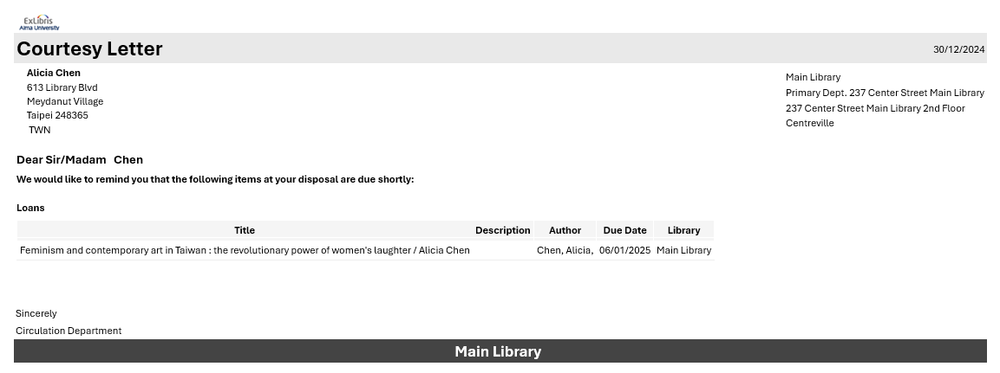 ExLibris
Alma University
Courtesy Letter
30/12/2024
Alicia Chen
613 Library Blvd
Meydanut Village
Taipei 248365
TWN
Main Library
Primary Dept. 237 Center Street Main Library
237 Center Street Main Library 2nd Floor
Centreville
Dear Sir/Madam Chen
We would like to remind you that the following items at your disposal are due shortly:
Loans
Title Description Author Due Date Library
Feminism and contemporary art in Taiwan : the revolutionary power of women's laughter / Alicia Chen Chen, Alicia, 06/01/2025 Main Library
Sincerely
Circulation Department
Main Library